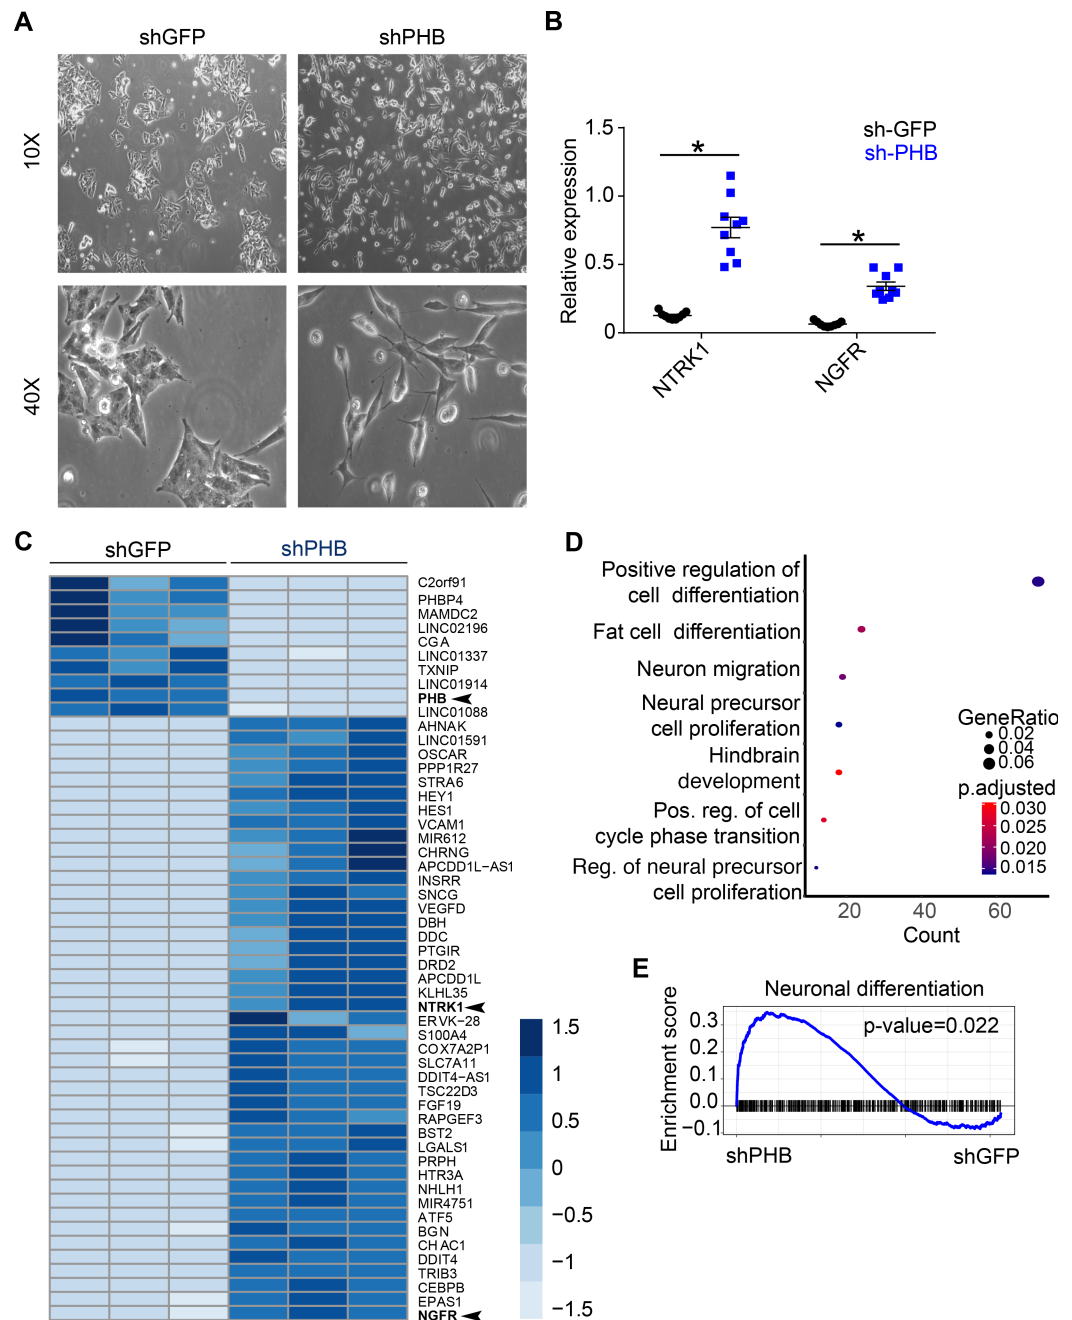 A
shGFP
shPHB
10X
40X
B
Relative expression
1.5
1.0
0.5
0
sh-GFP
sh-PHB
*
*
NTRK1
NGFR
C
shGFP
shPHB
C2orf91
PHBP4
MAMDC2
LINC02196
CGA
LINC01337
TXNIP
LINC01914
PHB
LINC01088
AHNAK
LINC01591
OSCAR
PPP1R27
STRA6
HEY1
HES1
VCAM1
MIR612
CHRNG
APCDD1L−AS1
INSRR
SNCG
VEGFD
DBH
DDC
PTGIR
DRD2
APCDD1L
KLHL35
NTRK1
ERVK−28
S100A4
COX7A2P1
SLC7A11
DDIT4−AS1
TSC22D3
FGF19
RAPGEF3
BST2
LGALS1
PRPH
HTR3A
NHLH1
MIR4751
ATF5
BGN
CHAC1
DDIT4
TRIB3
CEBPB
EPAS1
NGFR
1.5
1
0.5
0
−0.5
−1
−1.5
D
Positive regulation of
cell differentiation
Fat cell differentiation
Neuron migration
Neural precursor
cell proliferation
Hindbrain
development
Pos. reg. of cell
cycle phase transition
Reg. of neural precursor
cell proliferation
GeneRatio
0.02
0.04
0.06
p.adjusted
0.030
0.025
0.020
0.015
20
40
60
Count
E
Neuronal differentiation
Enrichment score
0.3
0.2
0.1
0.0
−0.1
p-value=0.022
shPHB
shGFP